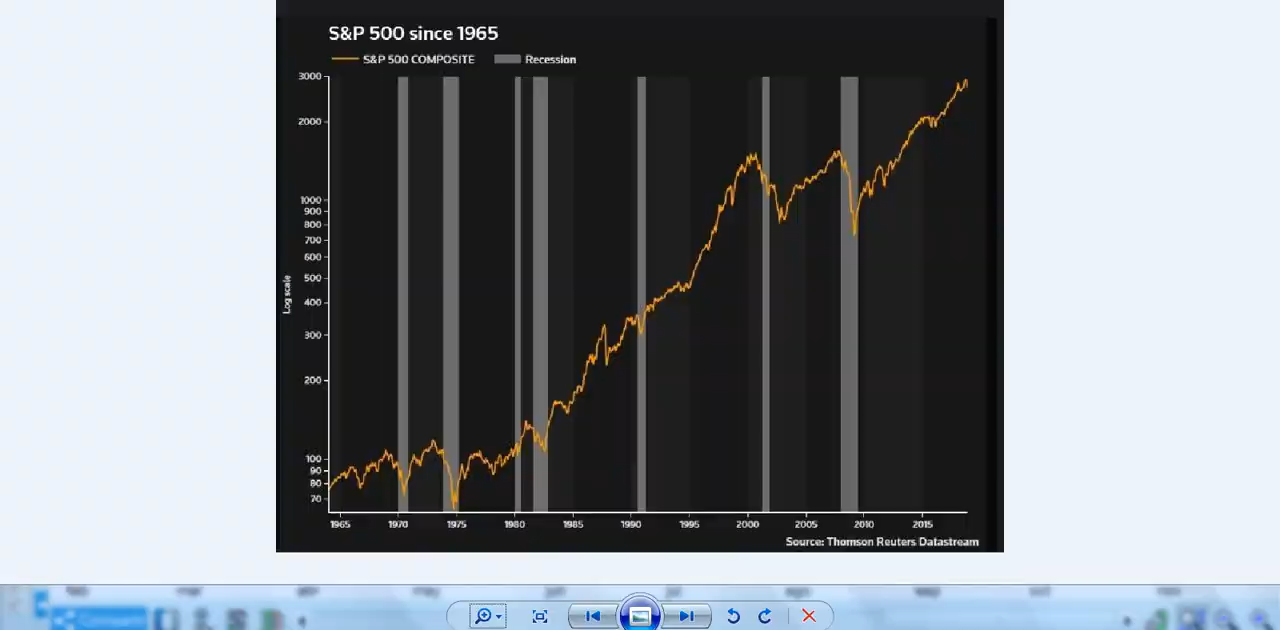 S&P 500 since 1965
S&P 500 COMPOSITE
Recession
3000
2000
1000
900
800
700
600
500
400
300
200
100
90
80
70
Log scale
1965 1970 1975 1980 1985 1990 1995 2000 2005 2010 2015
Source: Thomson Reuters Datastream